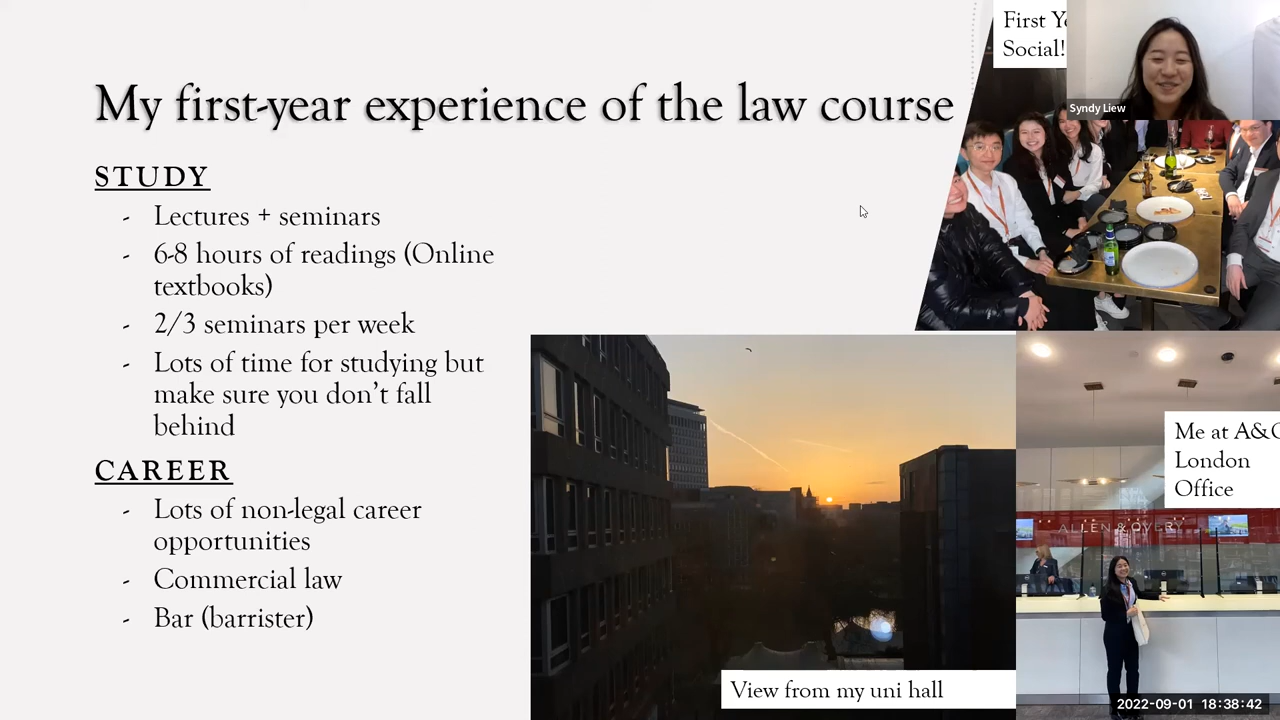 My first-year experience of the law course
STUDY
- Lectures + seminars
- 6-8 hours of readings (Online
textbooks)
- 2/3 seminars per week
- Lots of time for studying but
make sure you don't fall
behind
CAREER
- Lots of non-legal career
opportunities
- Commercial law
- Bar (barrister)
First
Social!
Syndy Liew
Me at
London
Office
ALLEN & OVERY
View from my uni hall
2022-09-01 18:38:42